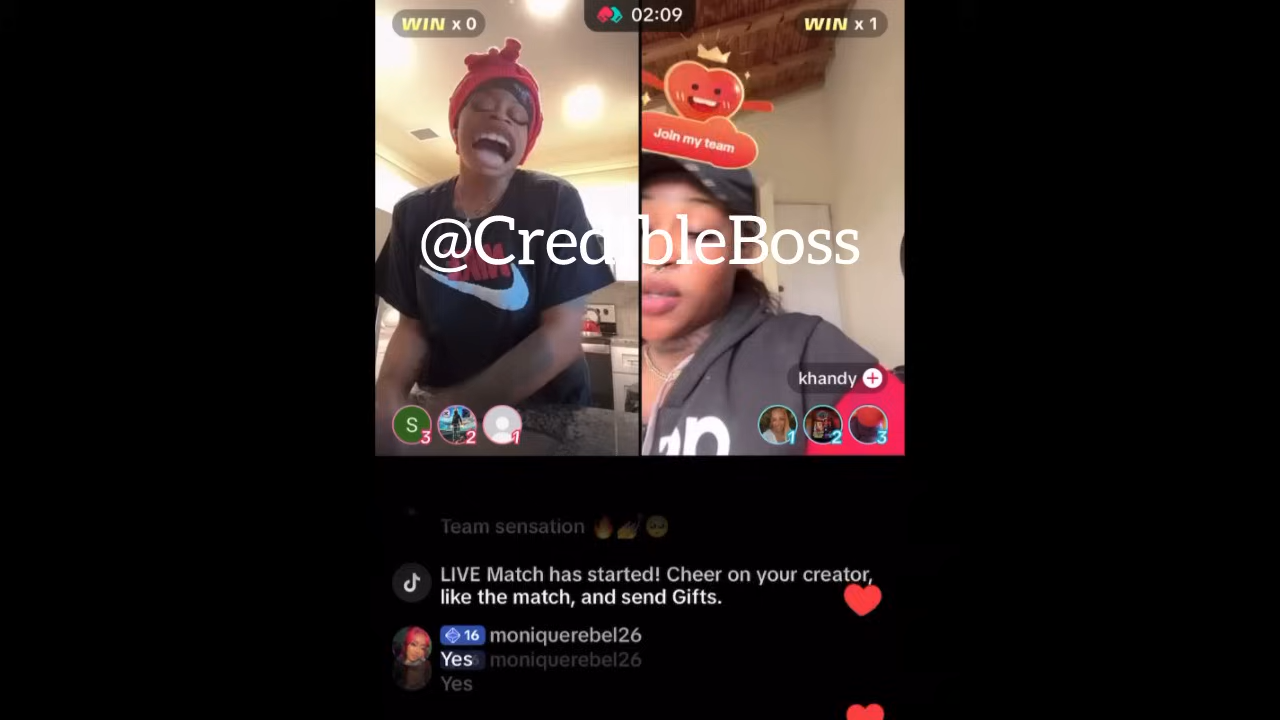 WIN x 0
02:09
WIN x 1
Join my team
@CredibleBoss
khandy
S
3
2
1
1
2
3
Team sensation 🔥💅🥺
LIVE Match has started! Cheer on your creator,
like the match, and send Gifts.
16 moniquerebel26
Yes moniquerebel26
Yes